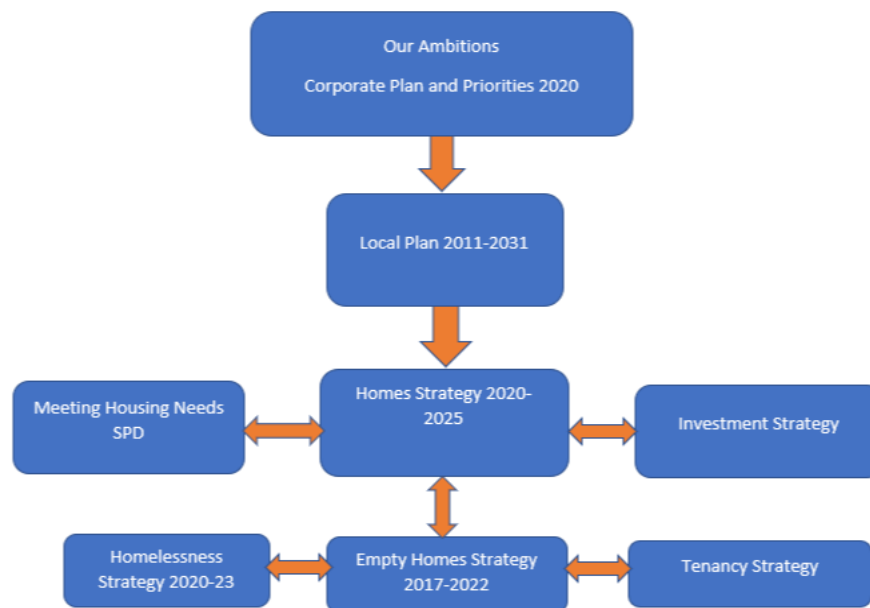 Our Ambitions
Corporate Plan and Priorities 2020
Local Plan 2011-2031
Meeting Housing Needs
SPD
Homes Strategy 2020-
2025
Investment Strategy
Homelessness
Strategy 2020-23
Empty Homes Strategy
2017-2022
Tenancy Strategy